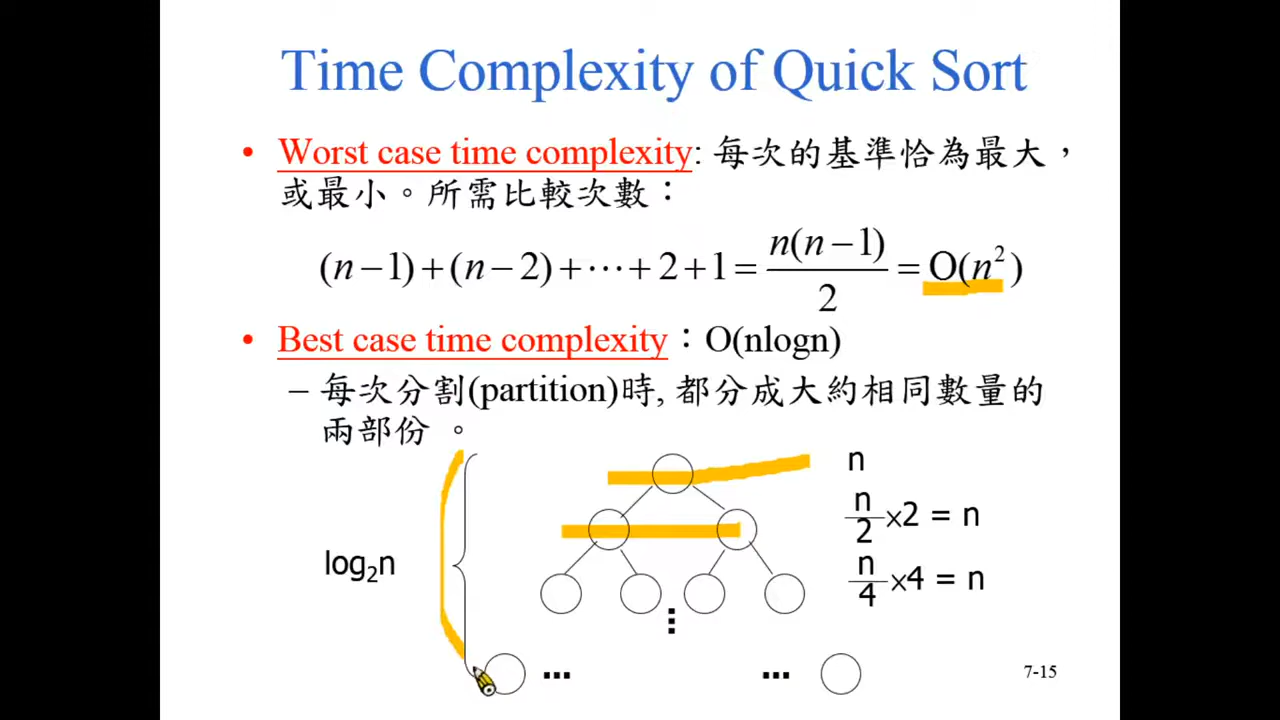 Time Complexity of Quick Sort
• Worst case time complexity: 每次的基準恰為最大，
或最小。所需比較次數：
(n−1)+(n−2)+⋯+2+1 = n(n−1)/2 = O(n²)
• Best case time complexity：O(nlogn)
– 每次分割(partition)時, 都分成大約相同數量的
兩部份 。
n
n/2 ×2 = n
log₂n
n/4 ×4 = n
⋮
... ...
7-15